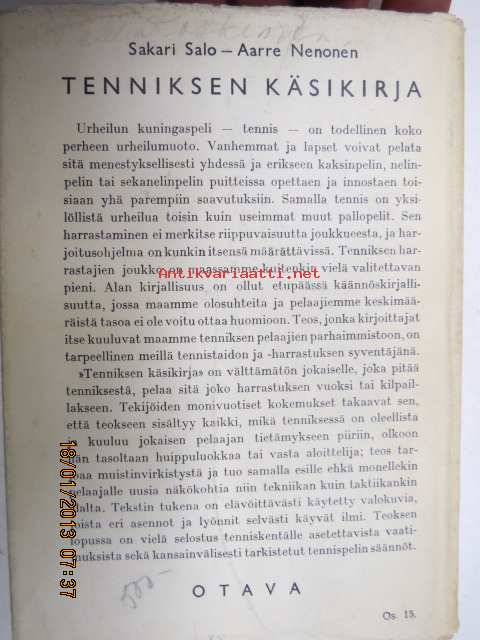 Sakari Salo — Aarre Nenonen
TENNIKSEN KÄSIKIRJA
Urheilun kuningaspeli — tennis — on todellinen koko
perheen urheilumuoto. Vanhemmat ja lapset voivat pelata
sitä menestyksellisesti yhdessä ja erikseen kaksinpelin, nelin-
pelin tai sekanelinpelin puitteissa opettaen ja innostaen toi-
siaan yhä parempiin saavutuksiin. Samalla tennis on yksi-
löllistä urheilua toisin kuin useimmat muut pallopelit. Sen
harrastaminen ei merkitse riippuvaisuutta joukkueesta, ja har-
joitusohjelma on kunkin itsensä määrättävissä. Tenniksen har-
rastajien joukko on maassamme kuitenkin vielä valitettavan
pieni. Alan kirjallisuus on ollut etupäässä käännöskirjalli-
suutta, jossa maamme olosuhteita ja pelaajiemme keskimää-
räistä tasoa ei ole voitu ottaa huomioon. Teos, jonka kirjoittajat
itse kuuluvat maamme tenniksen pelaajien parhaimmistoon, on
tarpeellinen meillä tennistaidon ja -harrastuksen syventäjänä.
»Tenniksen käsikirja» on välttämätön jokaiselle, joka pitää
tenniksestä, pelaa sitä joko harrastuksen vuoksi tai kilpail-
lakseen. Tekijöiden monivuotiset kokemukset takaavat sen,
että teokseen sisältyy kaikki, mikä tenniksessä on oleellista
kuuluu jokaisen pelaajan tietämykseen piiriin, olkoon
än tasoltaan huippuluokkaa tai vasta aloittelija; teos tar-
oaa muistinvirkistystä ja tuo samalla esille ehkä monellekin
pelaajalle uusia näkökohtia niin tekniikan kuin taktiikankin
alalta. Tekstin tukena on elävöittävästi käytetty valokuvia,
joista eri asennot ja lyönnit selvästi käyvät ilmi. Teoksen
lopussa on vielä selostus tenniskentälle asetettavista vaati-
muksista sekä kansainvälisesti tarkistetut tennispelin säännöt.
OTAVA
Os. 15.
500-
Antikvariaatti.net
18/01/2013 07:37